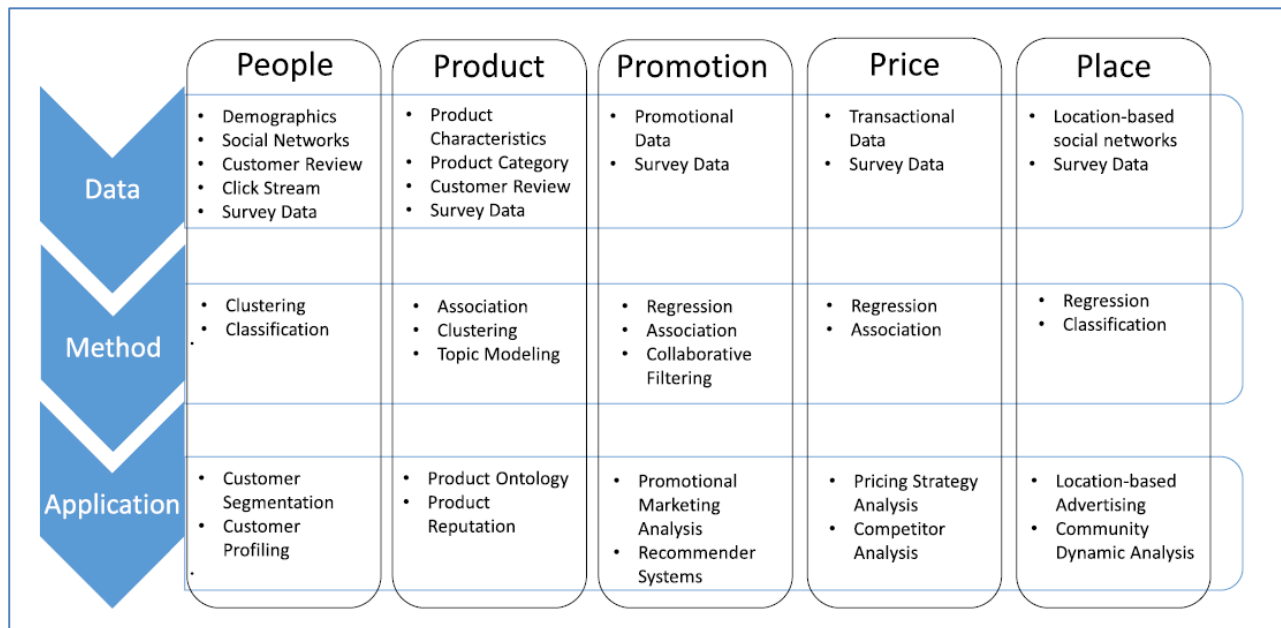 People
Product
Promotion
Price
Place
Data
• Demographics
• Social Networks
• Customer Review
• Click Stream
• Survey Data
• Product
Characteristics
• Product Category
• Customer Review
• Survey Data
• Promotional
Data
• Survey Data
• Transactional
Data
• Survey Data
• Location-based
social networks
• Survey Data
Method
• Clustering
• Classification
•
• Association
• Clustering
• Topic Modeling
• Regression
• Association
• Collaborative
Filtering
• Regression
• Association
• Regression
• Classification
Application
• Customer
Segmentation
• Customer
Profiling
•
• Product Ontology
• Product
Reputation
• Promotional
Marketing
Analysis
• Recommender
Systems
• Pricing Strategy
Analysis
• Competitor
Analysis
• Location-based
Advertising
• Community
Dynamic Analysis